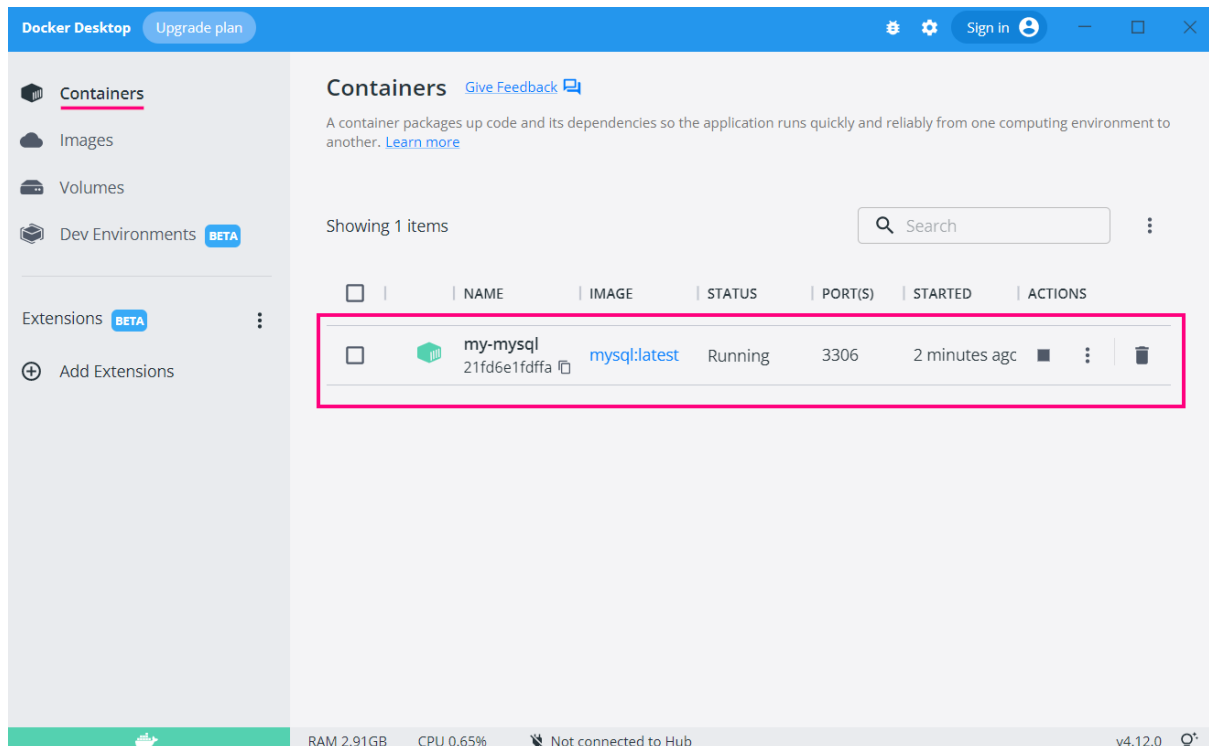 Docker Desktop Upgrade plan Sign in
Containers
Images
Volumes
Dev Environments BETA
Extensions BETA
Add Extensions
Containers Give Feedback
A container packages up code and its dependencies so the application runs quickly and reliably from one computing environment to
another. Learn more
Showing 1 items Search
NAME IMAGE STATUS PORT(S) STARTED ACTIONS
my-mysql
21fd6e1fdffa mysql:latest Running 3306 2 minutes agc
RAM 2.91GB CPU 0.65% Not connected to Hub v4.12.0